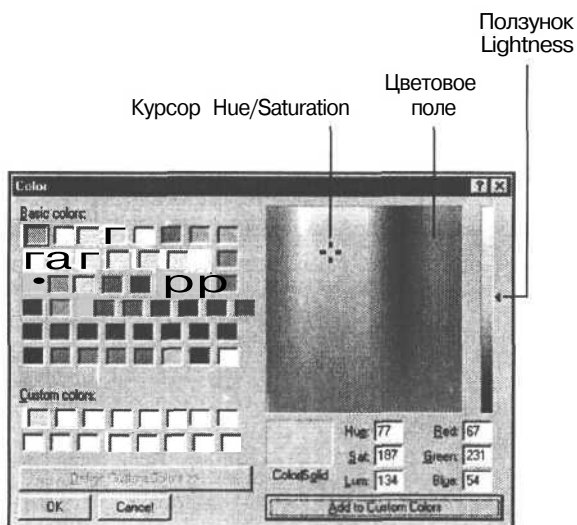 Ползунок
Lightness
Цветовое
поле
Курсор Hue/Saturation
Color
Basic colors:
Custom colors:
Define Custom Colors >>
OK
Cancel
Color|Solid
Hue: 77
Sat: 187
Lum: 134
Red: 67
Green: 231
Blue: 54
Add to Custom Colors